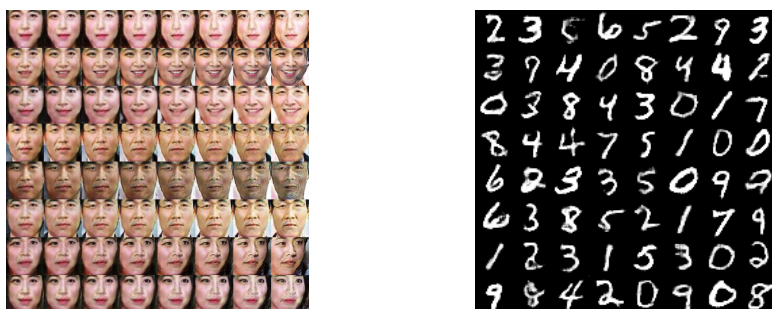 2 3 6 5 2 9 3
3 7 4 0 8 4 4 2
0 3 8 4 3 0 1 7
8 4 4 7 5 1 0 0
6 3 3 5 0 9
6 3 8 5 2 1 7 9
1 2 3 1 5 3 0 2
9 8 4 2 0 9 0 8